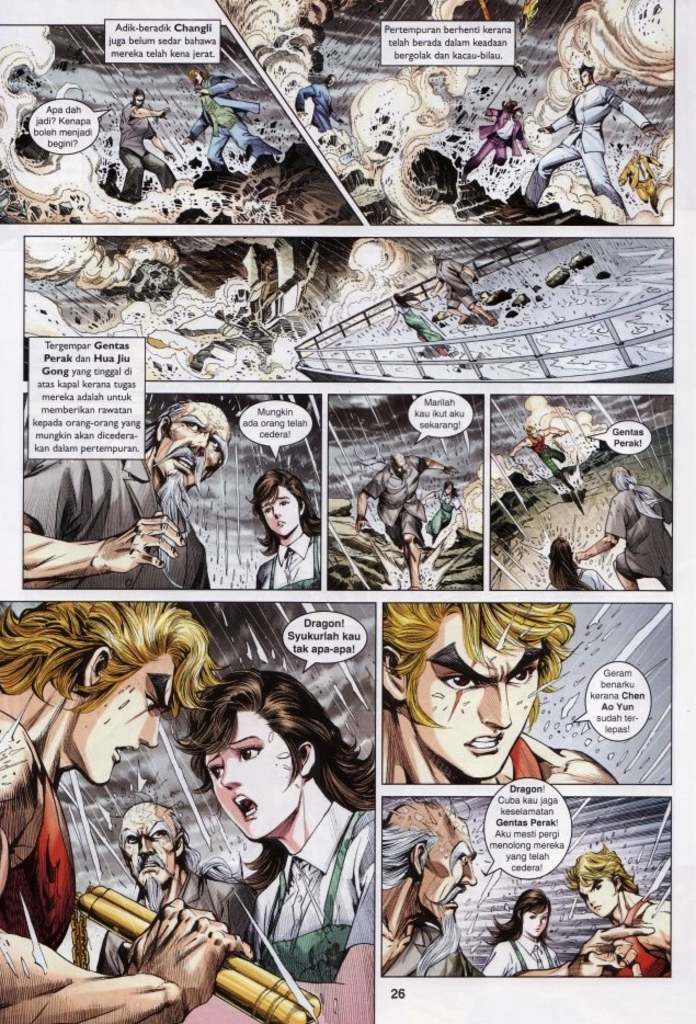 Adik-beradik Changli
juga belum sedar bahawa
mereka telah kena jerat.
Apa dah
jadi? Kenapa
boleh menjadi
begini?
Pertempuran berhenti kerana
telah berada dalam keadaan
bergolak dan kacau-bilau.
Tergempar Gentas
Perak dan Hua Jiu
Gong yang tinggal di
atas kapal kerana tugas
mereka adalah untuk
memberikan rawatan
kepada orang-orang yang
mungkin akan dicedera-
kan dalam pertempuran.
Mungkin
ada orang telah
cedera!
Marilah
kau ikut aku
sekarang!
Gentas
Perak!
Dragon!
Syukurlah kau
tak apa-apa!
Geram
benarku
kerana Chen
Ao Yun
sudah ter-
lepas!
Dragon!
Cuba kau jaga
keselamatan
Gentas Perak!
Aku mesti pergi
menolong mereka
yang telah
cedera!
26